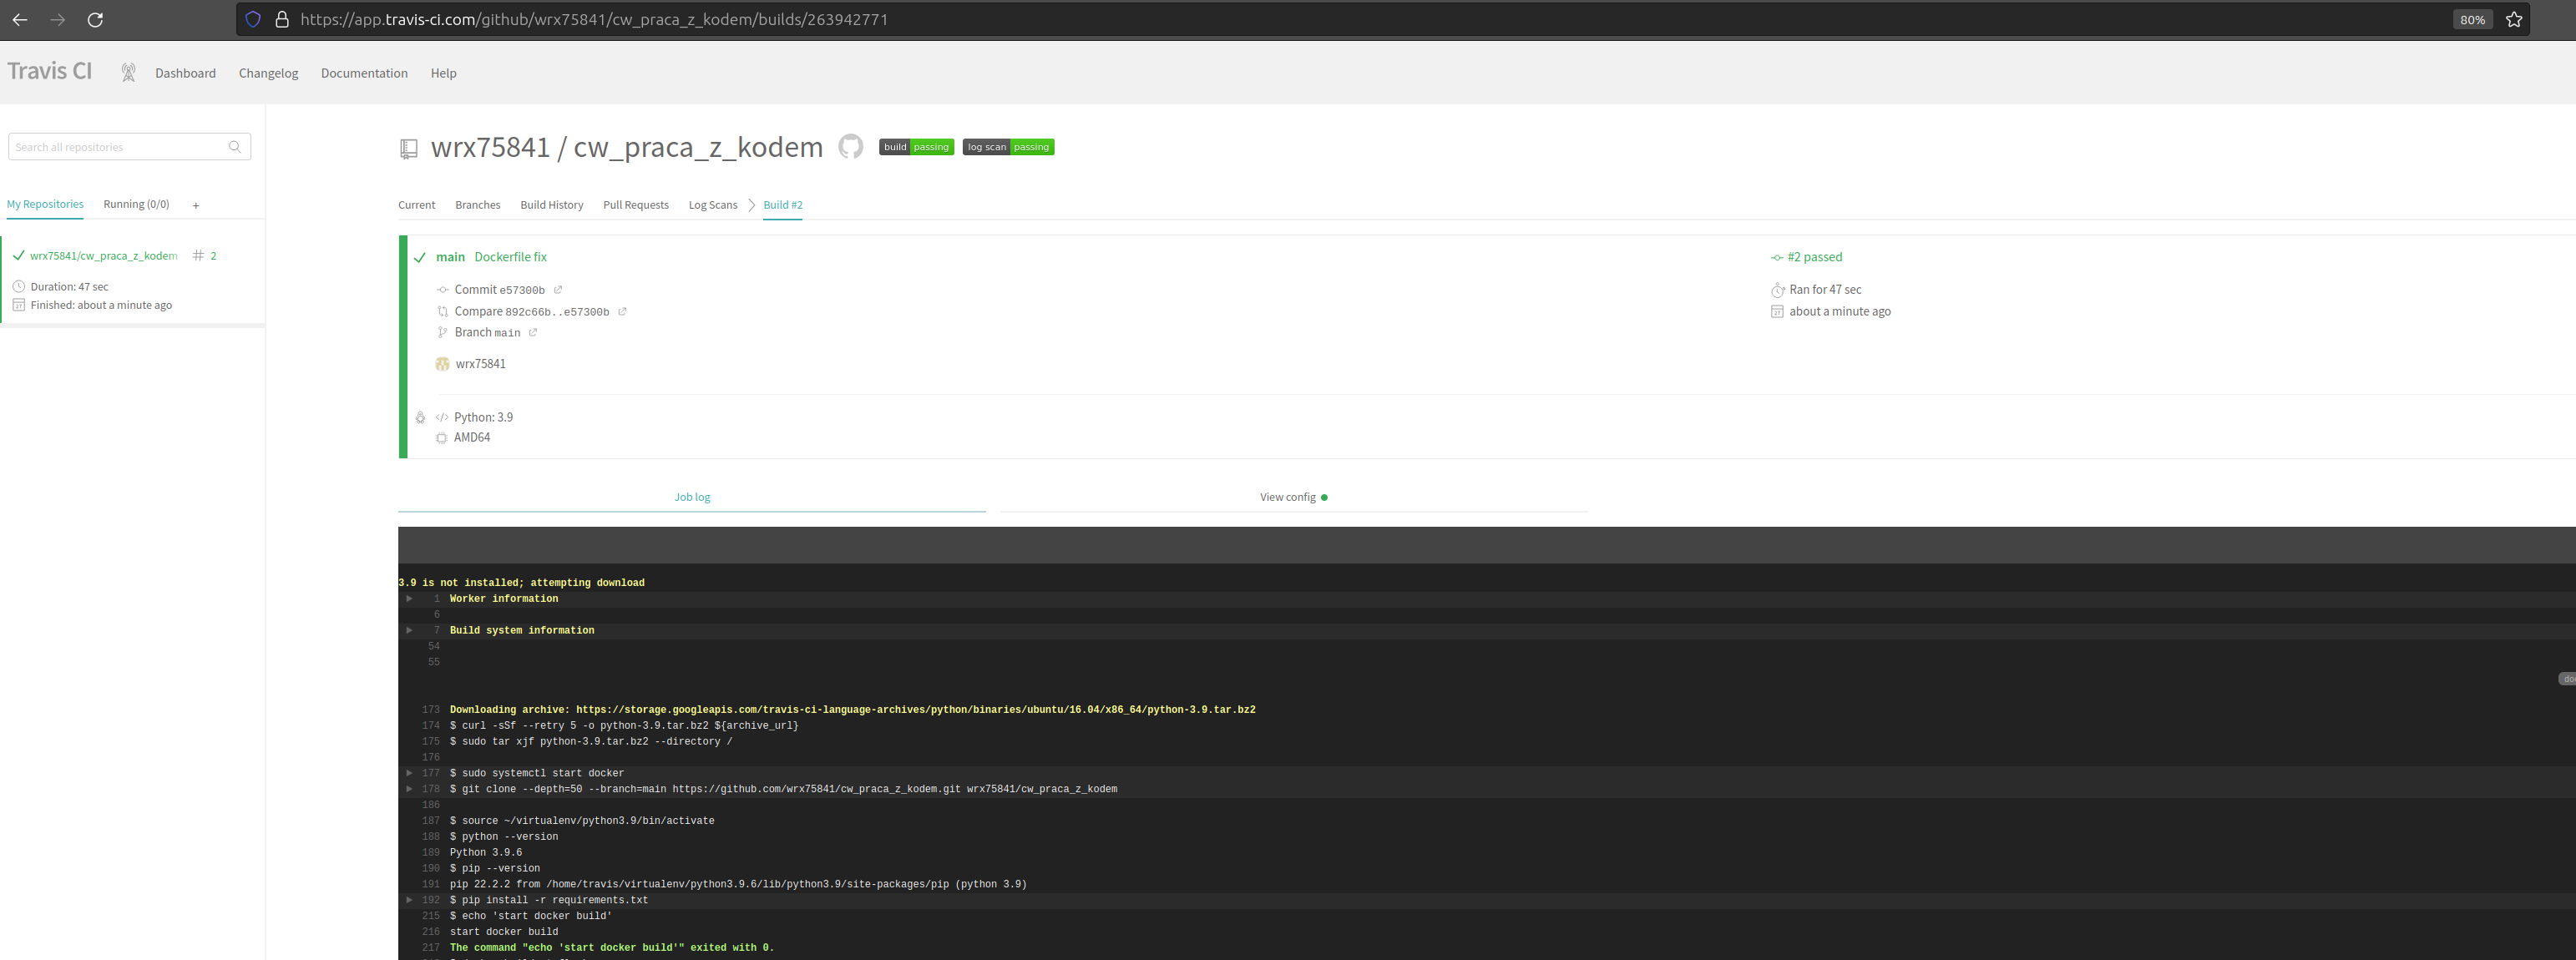 https://app.travis-ci.com/github/wrx75841/cw_praca_z_kodem/builds/263942771
80%
Travis CI
Dashboard
Changelog
Documentation
Help
Search all repositories
My Repositories
Running (0/0)
+
wrx75841/cw_praca_z_kodem
# 2
Duration: 47 sec
Finished: about a minute ago
wrx75841 / cw_praca_z_kodem
build passing
log scan passing
Current
Branches
Build History
Pull Requests
Log Scans
Build #2
main Dockerfile fix
Commit e57300b
Compare 892c66b..e57300b
Branch main
wrx75841
Python: 3.9
AMD64
#2 passed
Ran for 47 sec
about a minute ago
Job log
View config
3.9 is not installed; attempting download
1 Worker information
6
7 Build system information
54
55
173 Downloading archive: https://storage.googleapis.com/travis-ci-language-archives/python/binaries/ubuntu/16.04/x86_64/python-3.9.tar.bz2
174 $ curl -sSf --retry 5 -o python-3.9.tar.bz2 ${archive_url}
175 $ sudo tar xjf python-3.9.tar.bz2 --directory /
176
177 $ sudo systemctl start docker
178 $ git clone --depth=50 --branch=main https://github.com/wrx75841/cw_praca_z_kodem.git wrx75841/cw_praca_z_kodem
186
187 $ source ~/virtualenv/python3.9/bin/activate
188 $ python --version
189 Python 3.9.6
190 $ pip --version
191 pip 22.2.2 from /home/travis/virtualenv/python3.9.6/lib/python3.9/site-packages/pip (python 3.9)
192 $ pip install -r requirements.txt
215 $ echo 'start docker build'
216 start docker build
217 The command "echo 'start docker build'" exited with 0.